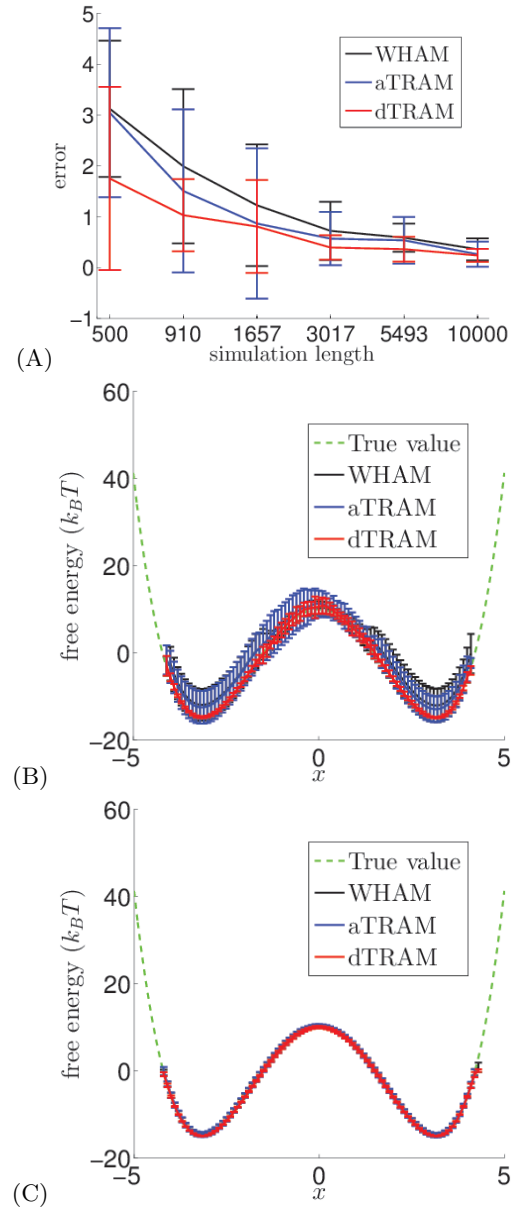 5
4
3
2
1
0
−1
error
WHAM
aTRAM
dTRAM
500 910 1657 3017 5493 10000
simulation length
(A)
60
40
20
0
−20
free energy (k_BT)
True value
WHAM
aTRAM
dTRAM
−5 0 5
x
(B)
60
40
20
0
−20
free energy (k_BT)
True value
WHAM
aTRAM
dTRAM
−5 0 5
x
(C)